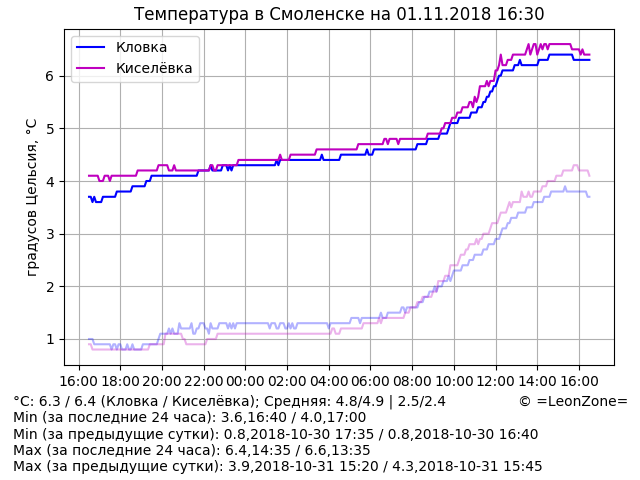 Температура в Смоленске на 01.11.2018 16:30
Кловка
Киселёвка
градусов Цельсия, °C
6
5
4
3
2
1
16:00 18:00 20:00 22:00 00:00 02:00 04:00 06:00 08:00 10:00 12:00 14:00 16:00
°C: 6.3 / 6.4 (Кловка / Киселёвка); Средняя: 4.8/4.9 | 2.5/2.4 © =LeonZone=
Min (за последние 24 часа): 3.6,16:40 / 4.0,17:00
Min (за предыдущие сутки): 0.8,2018-10-30 17:35 / 0.8,2018-10-30 16:40
Max (за последние 24 часа): 6.4,14:35 / 6.6,13:35
Max (за предыдущие сутки): 3.9,2018-10-31 15:20 / 4.3,2018-10-31 15:45